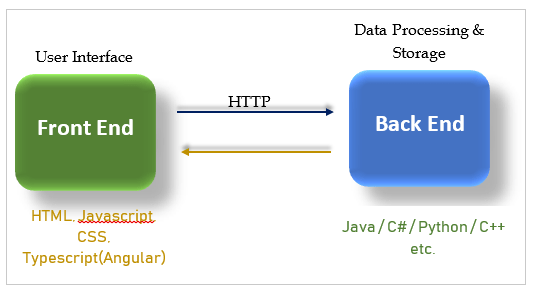 User Interface
Data Processing &
Storage
Front End
HTTP
Back End
HTML, Javascript
CSS,
Typescript(Angular)
Java/C#/Python/C++
etc.